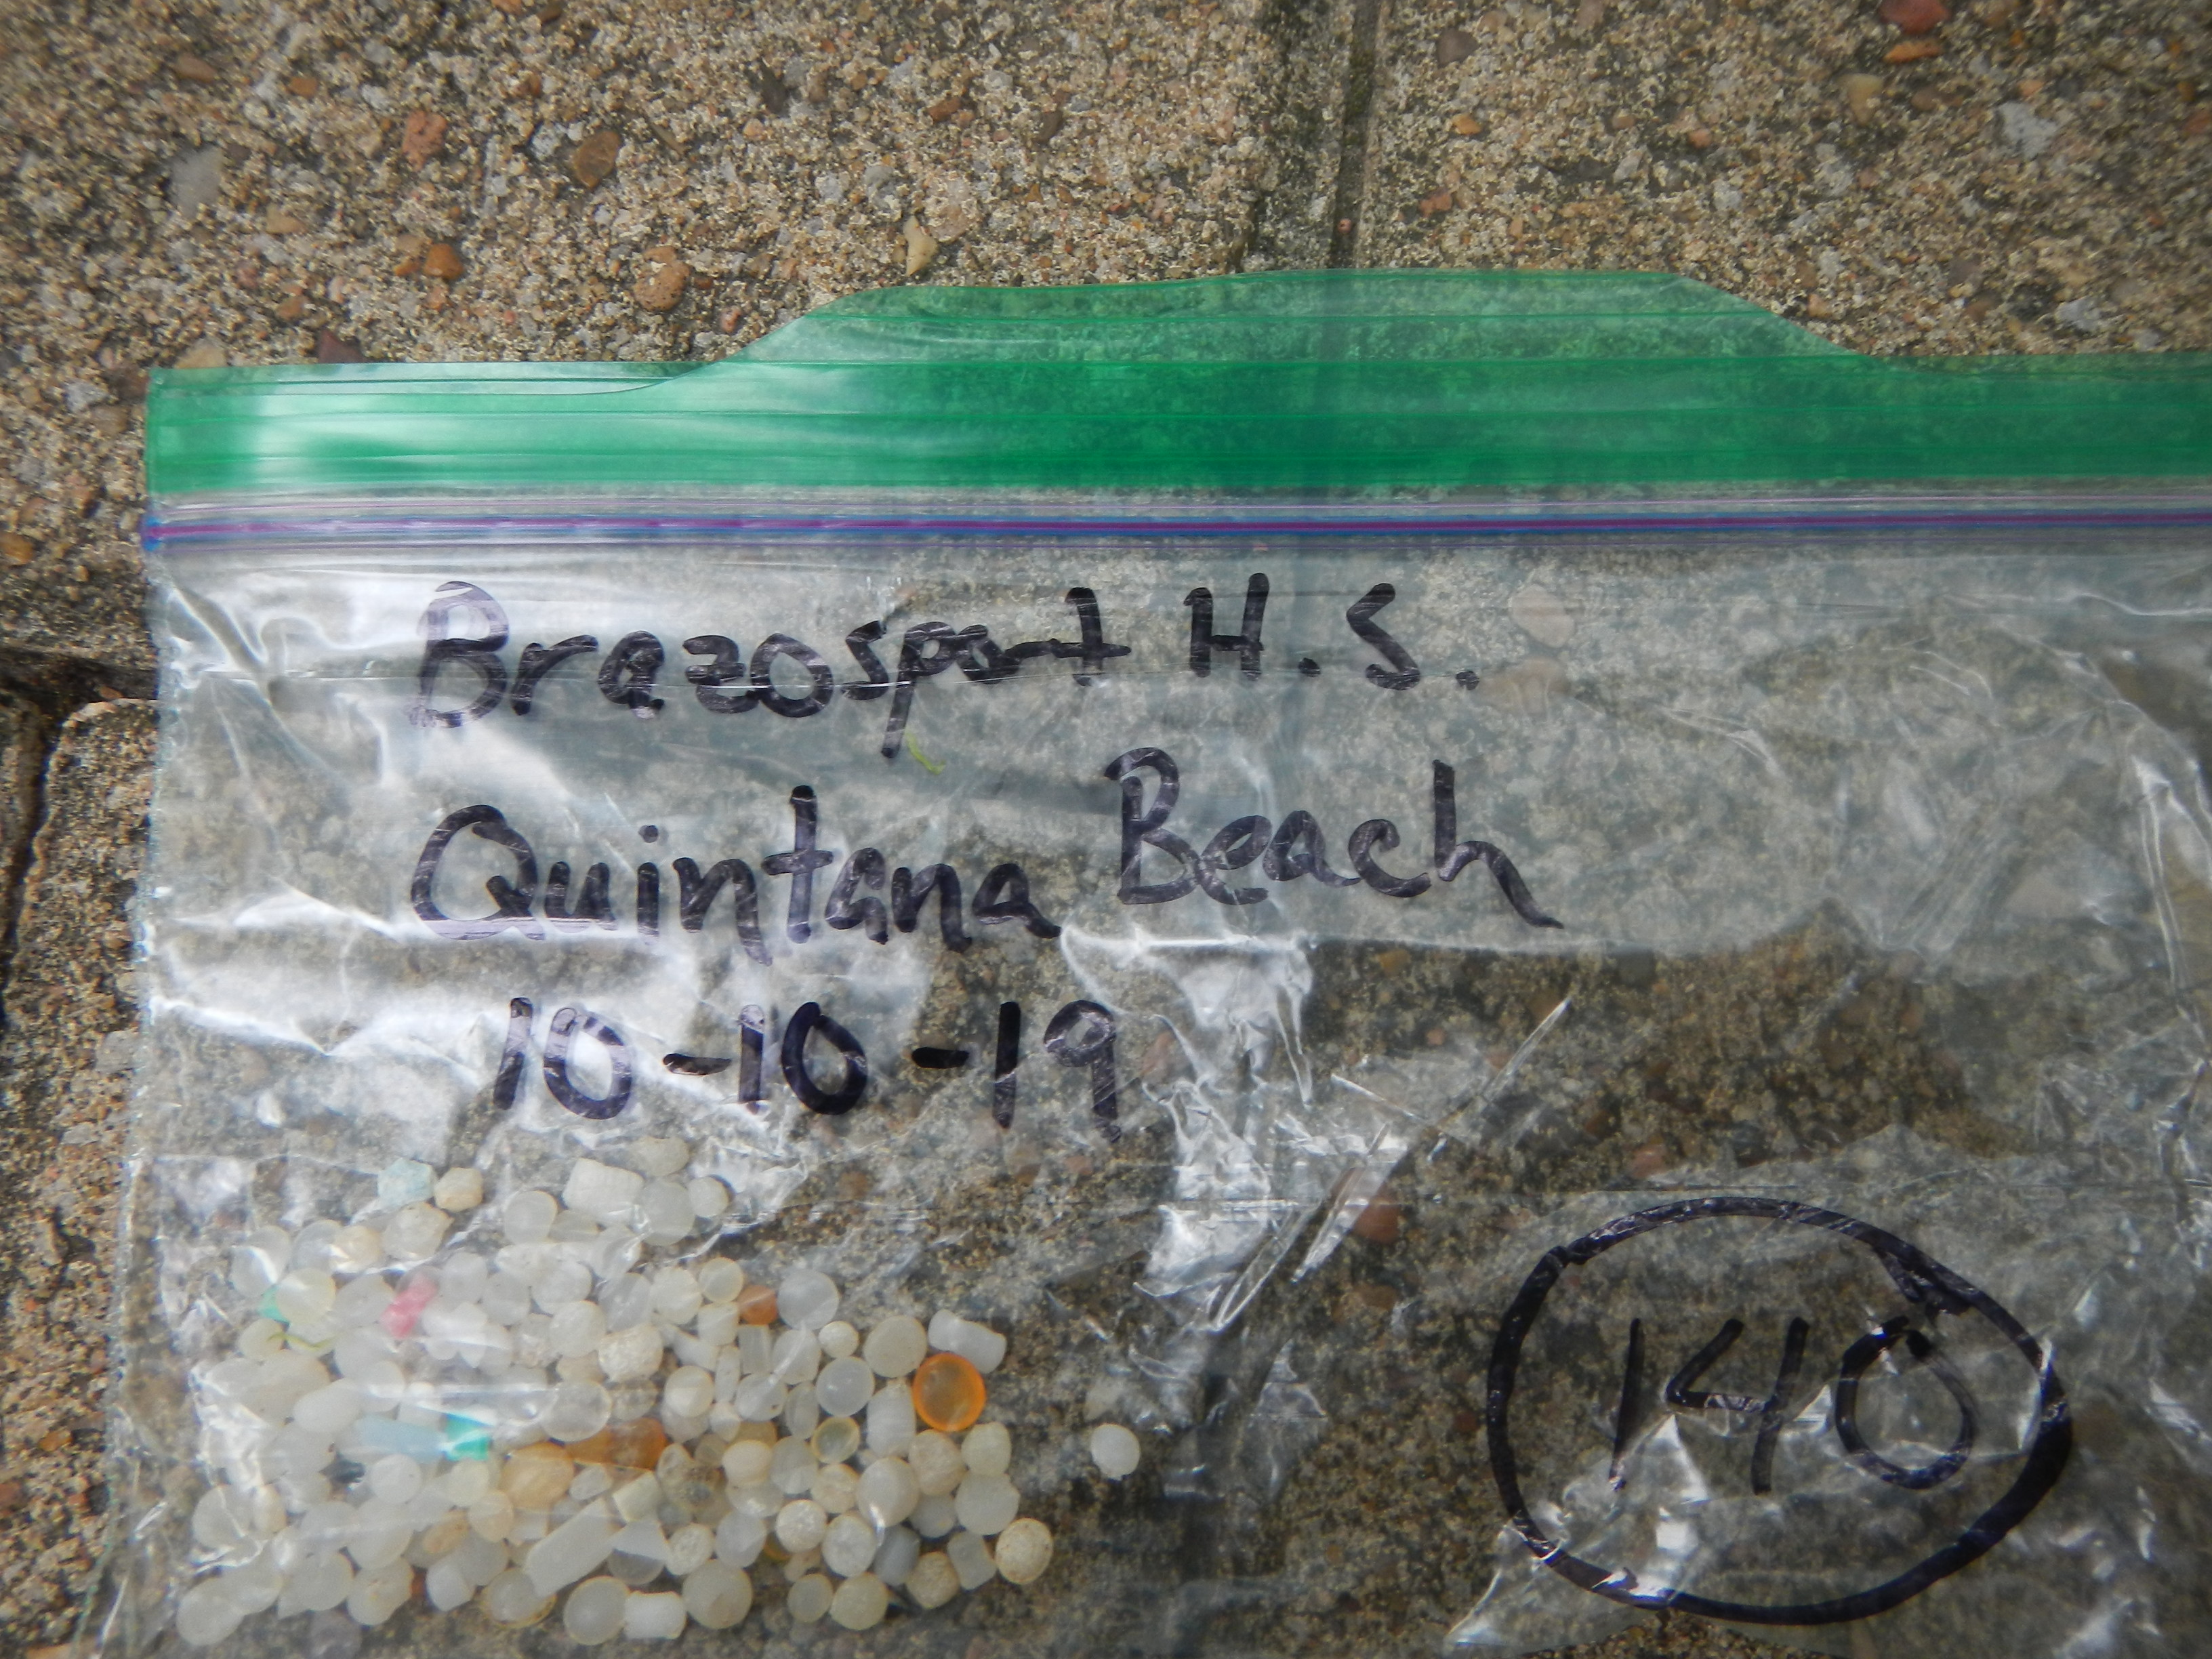 Brazosport H.S.
Quintana Beach
10-10-19
140